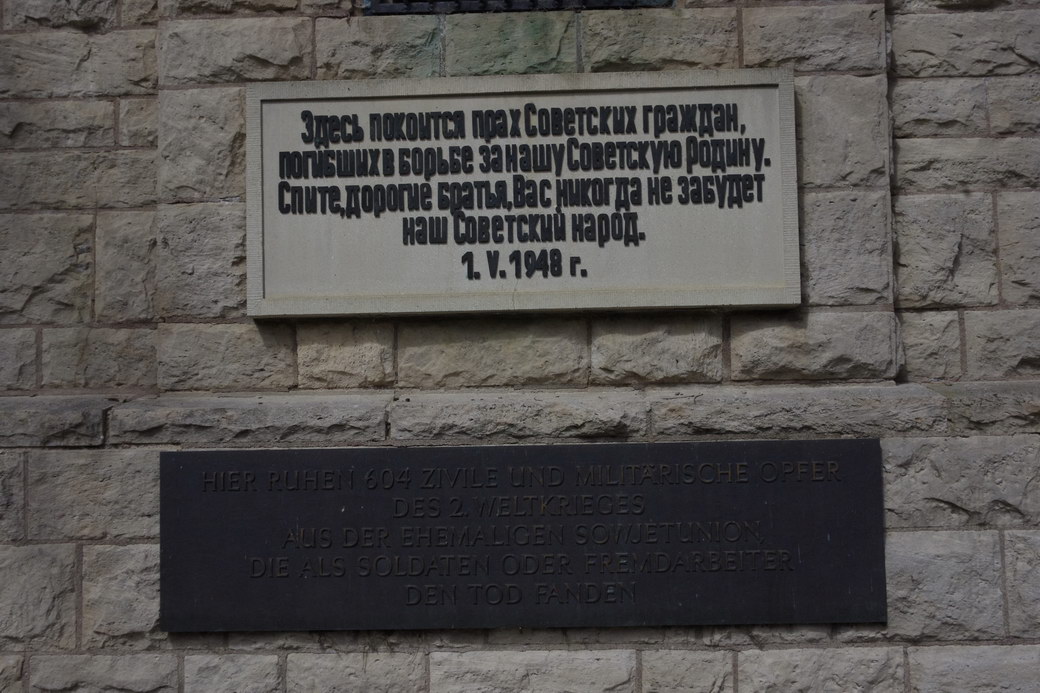 Здесь покоится прах Советских граждан,
погибших в борьбе за нашу Советскую Родину.
Спите, дорогие братья, Вас никогда не забудет
наш Советский народ.
1. V. 1948 г.
HIER RUHEN 604 ZIVILE UND MILITÄRISCHE OPFER
DES 2. WELTKRIEGES
AUS DER EHEMALIGEN SOWJETUNION,
DIE ALS SOLDATEN ODER FREMDARBEITER
DEN TOD FANDEN